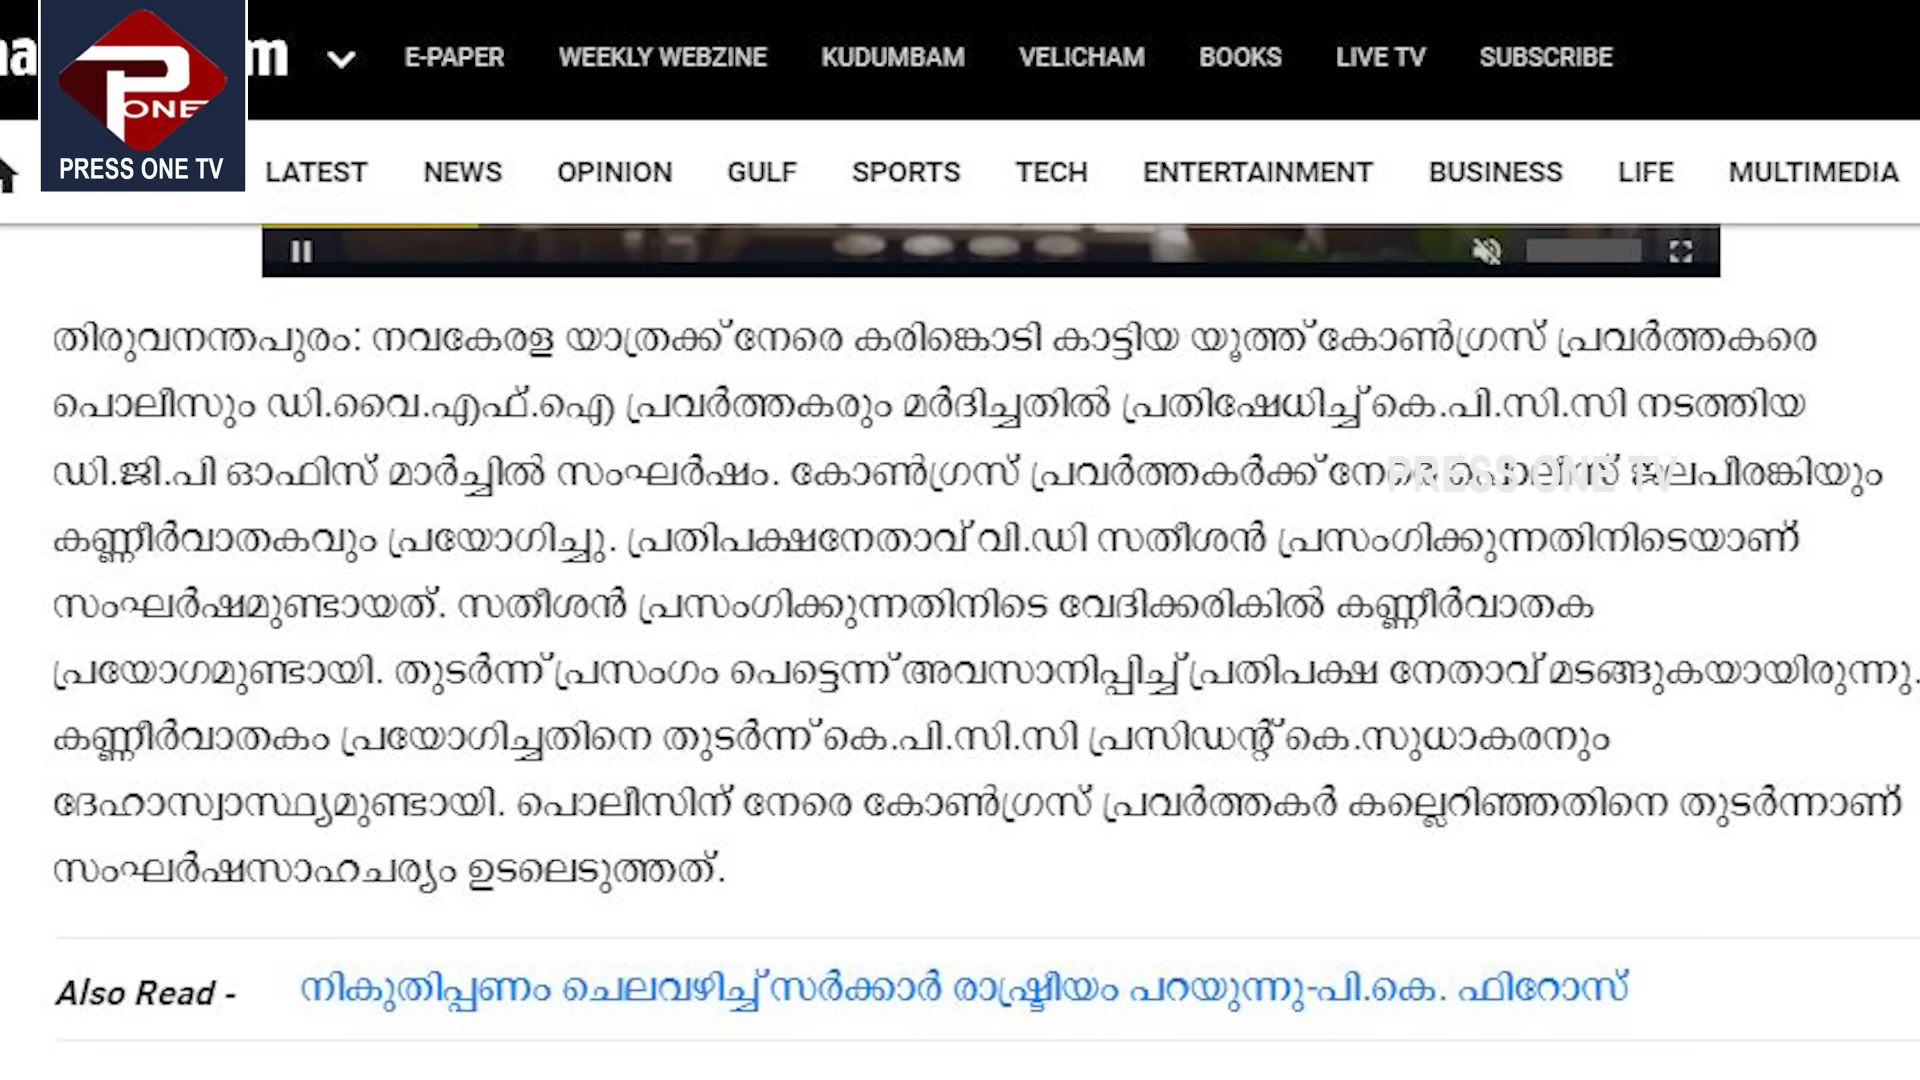 E-PAPER WEEKLY WEBZINE KUDUMBAM VELICHAM BOOKS LIVE TV SUBSCRIBE
P ONE
PRESS ONE TV
LATEST NEWS OPINION GULF SPORTS TECH ENTERTAINMENT BUSINESS LIFE MULTIMEDIA
തിരുവനന്തപുരം: നവകേരള യാത്രക്ക് നേരെ കരിങ്കൊടി കാട്ടിയ യൂത്ത് കോൺഗ്രസ് പ്രവർത്തകരെ
പൊലീസും ഡി.വൈ.എഫ്.ഐ പ്രവർത്തകരും മർദിച്ചതിൽ പ്രതിഷേധിച്ച് കെ.പി.സി.സി നടത്തിയ
ഡി.ജി.പി ഓഫിസ് മാർച്ചിൽ സംഘർഷം. കോൺഗ്രസ് പ്രവർത്തകർക്ക് നേരെ പൊലീസ് ജലപീരങ്കിയും
PRESS ONE TV
കണ്ണീർവാതകവും പ്രയോഗിച്ചു. പ്രതിപക്ഷനേതാവ് വി.ഡി സതീശൻ പ്രസംഗിക്കുന്നതിനിടെയാണ്
സംഘർഷമുണ്ടായത്. സതീശൻ പ്രസംഗിക്കുന്നതിനിടെ വേദിക്കരികിൽ കണ്ണീർവാതക
പ്രയോഗമുണ്ടായി. തുടർന്ന് പ്രസംഗം പെട്ടെന്ന് അവസാനിപ്പിച്ച് പ്രതിപക്ഷ നേതാവ് മടങ്ങുകയായിരുന്നു.
കണ്ണീർവാതകം പ്രയോഗിച്ചതിനെ തുടർന്ന് കെ.പി.സി.സി പ്രസിഡന്റ് കെ.സുധാകരനും
ദേഹാസ്വാസ്ഥ്യമുണ്ടായി. പൊലീസിന് നേരെ കോൺഗ്രസ് പ്രവർത്തകർ കല്ലെറിഞ്ഞതിനെ തുടർന്നാണ്
സംഘർഷസാഹചര്യം ഉടലെടുത്തത്.
Also Read - നികുതിപ്പണം ചെലവഴിച്ച് സർക്കാർ രാഷ്ട്രീയം പറയുന്നു-പി.കെ. ഫിറോസ്